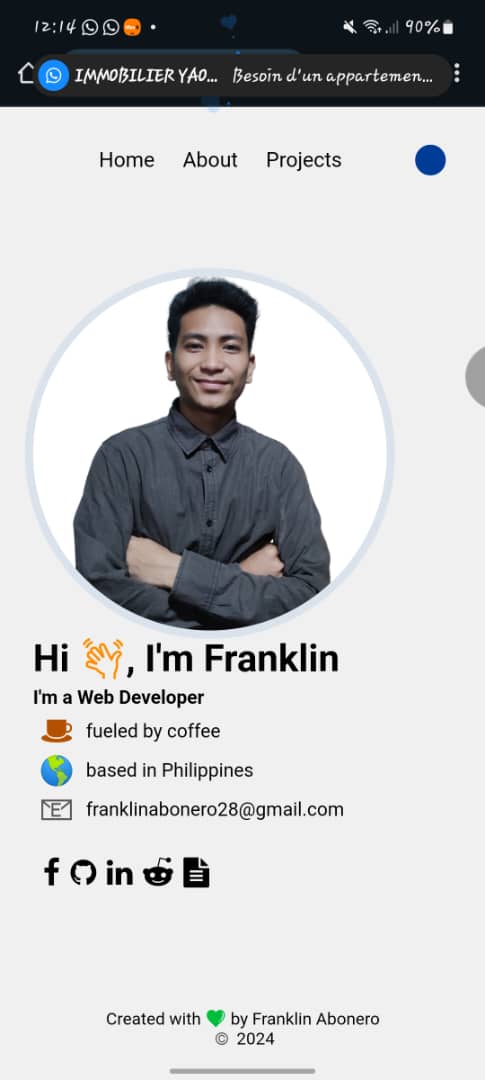 12:14
90%
IMMOBILIER YAO... Besoin d'un appartemen...
Home About Projects
Hi 👋, I'm Franklin
I'm a Web Developer
fueled by coffee
based in Philippines
franklinabonero28@gmail.com
Created with 💚 by Franklin Abonero
© 2024